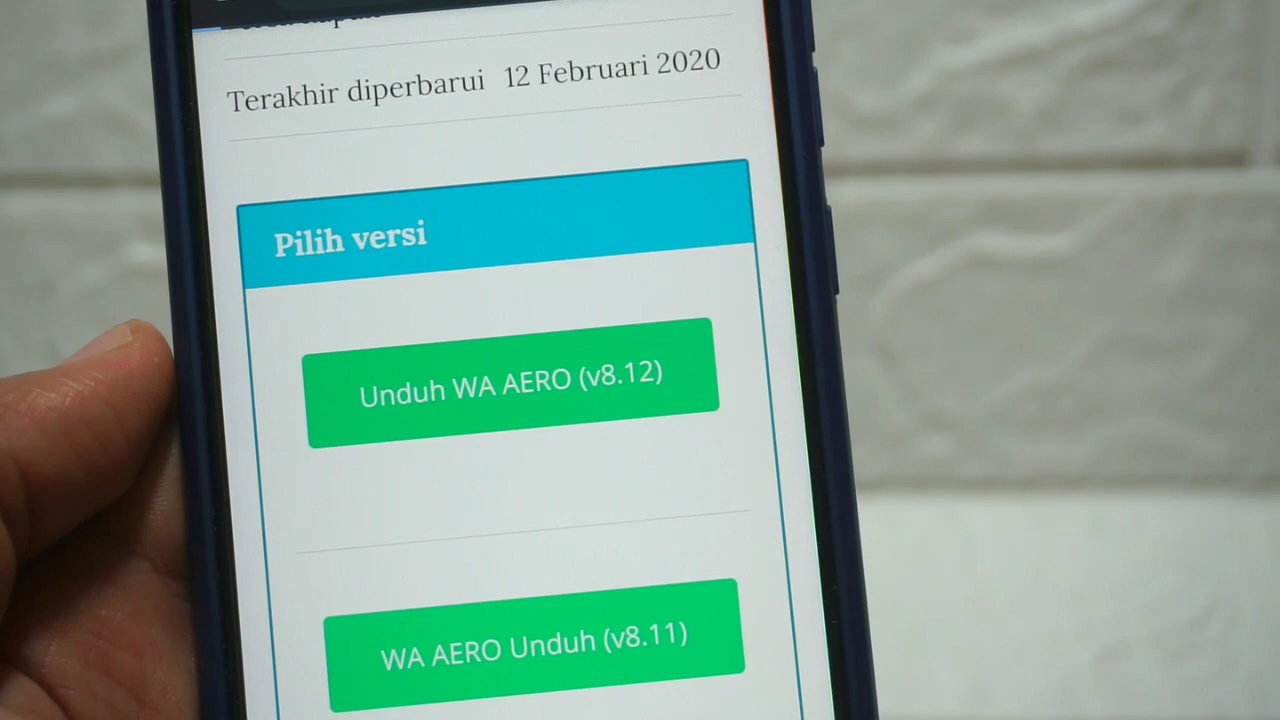 Terakhir diperbarui 12 Februari 2020
Pilih versi
Unduh WA AERO (v8.12)
WA AERO Unduh (v8.11)